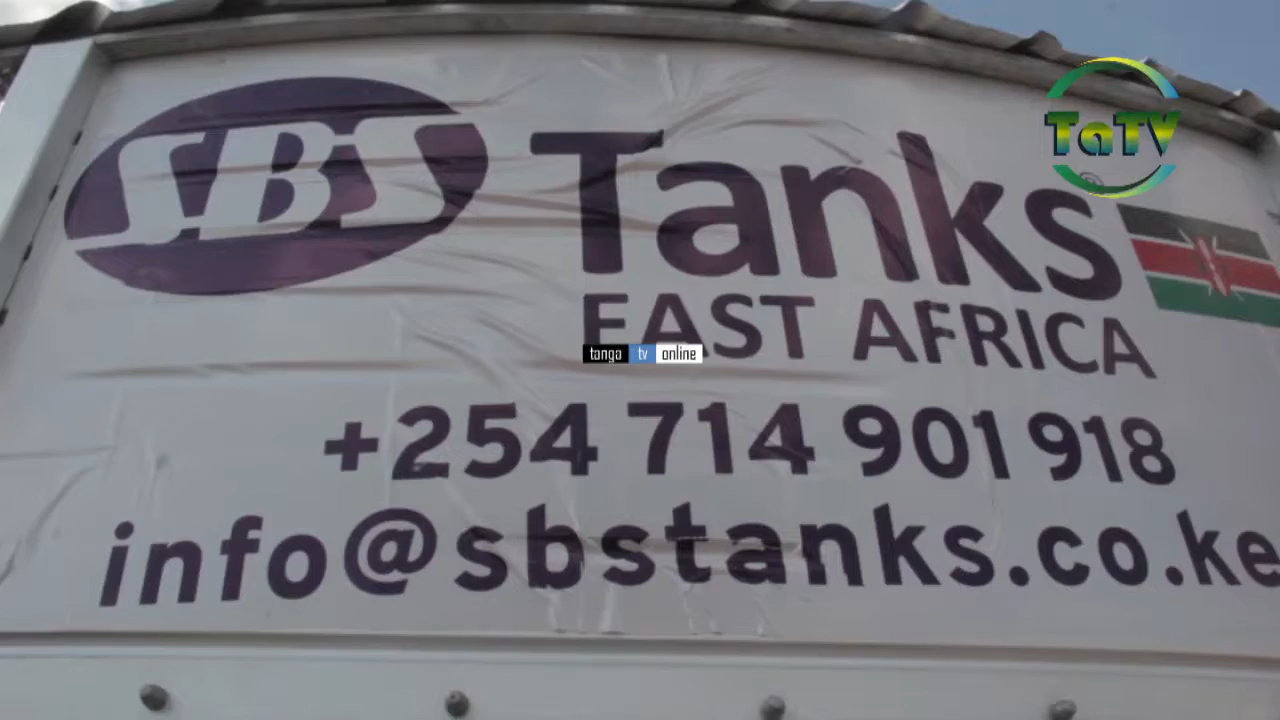 SBS Tanks
EAST AFRICA
+254 714 901 918
info@sbstanks.co.ke
TaTV
tanga tv online